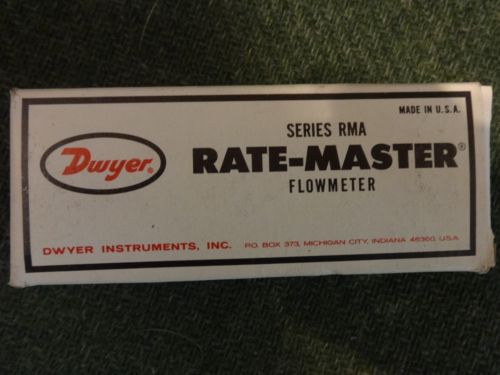 MADE IN U.S.A.
SERIES RMA
Dwyer®
RATE-MASTER®
FLOWMETER
DWYER INSTRUMENTS, INC. P.O. BOX 373, MICHIGAN CITY, INDIANA 46360, U.S.A.